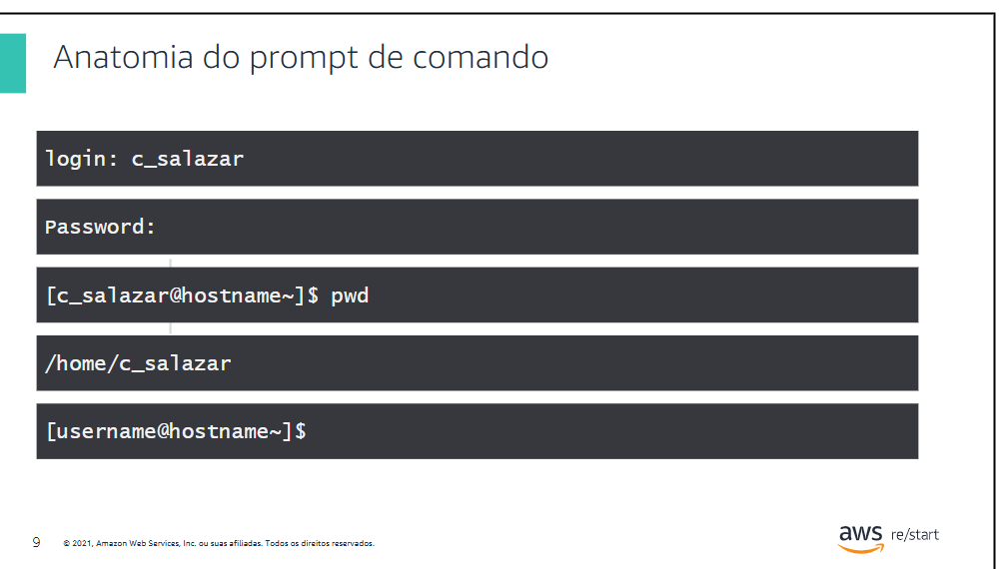 Anatomia do prompt de comando
login: c_salazar
Password:
[c_salazar@hostname~]$ pwd
/home/c_salazar
[username@hostname~]$
9 © 2021, Amazon Web Services, Inc. ou suas afiliadas. Todos os direitos reservados.
aws re/start